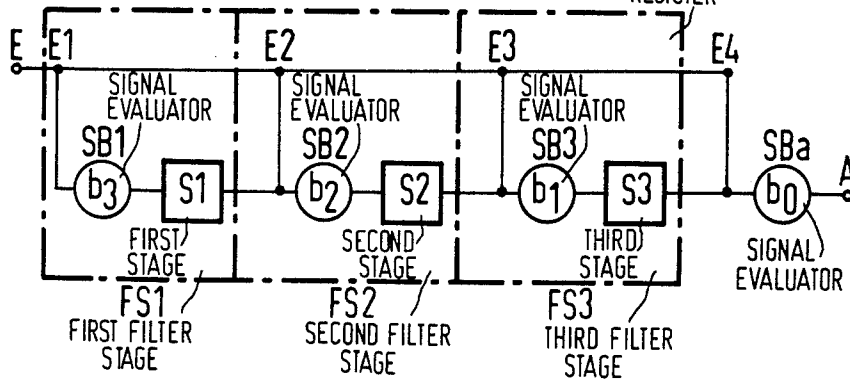 REGISTER
E E1 E2 E3 E4
SIGNAL EVALUATOR
SIGNAL EVALUATOR
SIGNAL EVALUATOR
SB1 SB2 SB3 SBa
b3 S1 b2 S2 b1 S3 b0 A
FIRST STAGE
SECOND STAGE
THIRD STAGE
SIGNAL EVALUATOR
FS1 FS2 FS3
FIRST FILTER STAGE
SECOND FILTER STAGE
THIRD FILTER STAGE